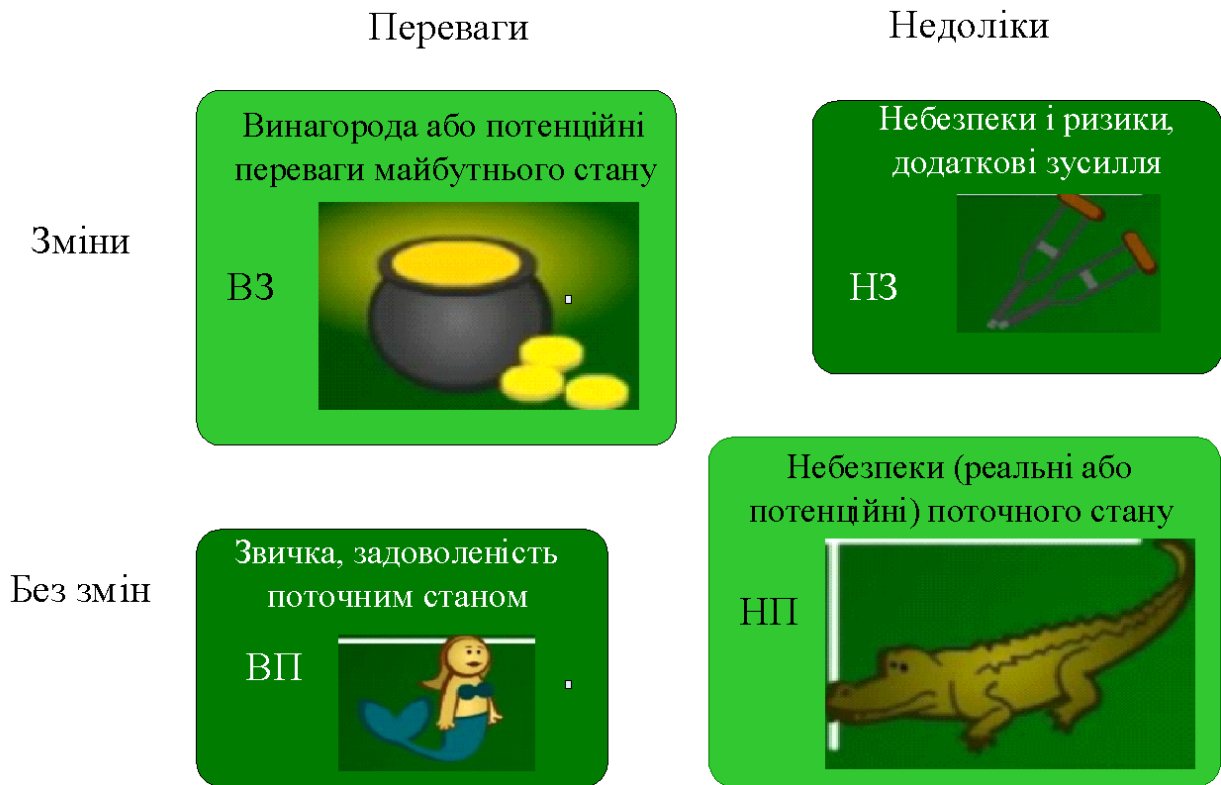 Переваги
Недоліки
Зміни
Винагорода або потенційні
переваги майбутнього стану
ВЗ
Небезпеки і ризики,
додаткові зусилля
НЗ
Без змін
Звичка, задоволеність
поточним станом
ВП
Небезпеки (реальні або
потенційні) поточного стану
НП